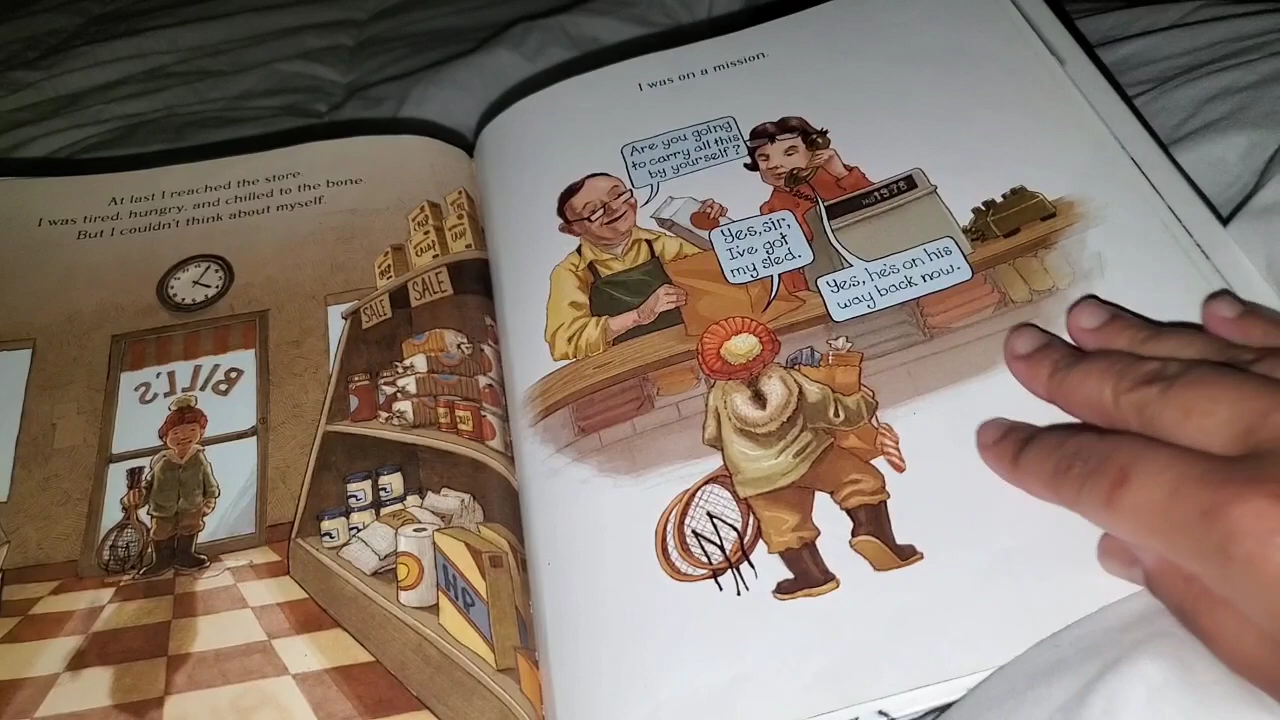 At last I reached the store.
I was tired, hungry, and chilled to the bone.
But I couldn't think about myself.
SALE
SALE
BILL'S
I was on a mission.
Are you going
to carry all this
by yourself?
Yes, sir,
I've got
my sled.
Yes, he's on his
way back now.